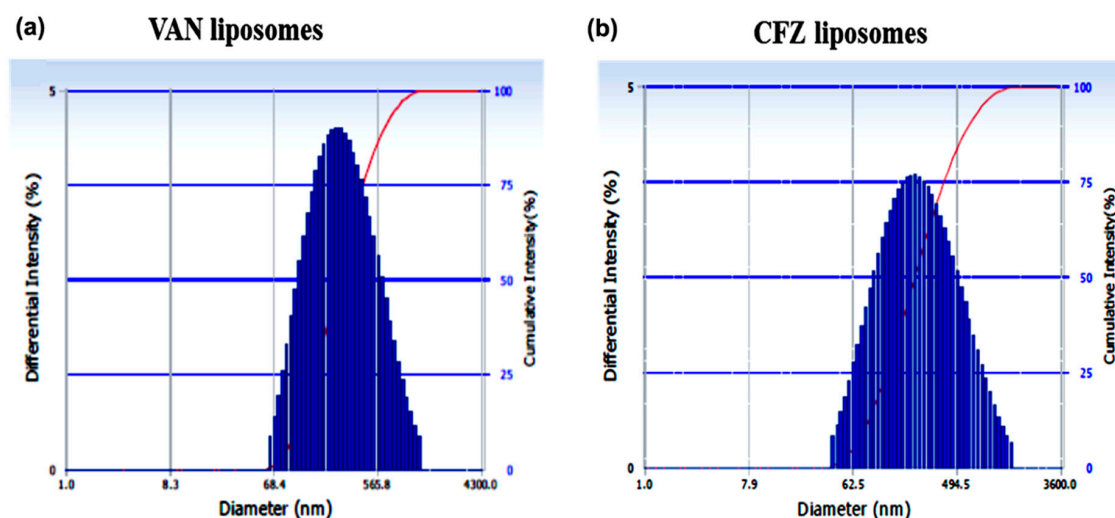 (a) VAN liposomes
5
100
75
50
25
0
0
Differential Intensity (%)
Cumulative Intensity(%)
1.0 8.3 68.4 565.8 4300.0
Diameter (nm)
(b) CFZ liposomes
5
100
75
50
25
0
0
Differential Intensity (%)
Cumulative Intensity(%)
1.0 7.9 62.5 494.5 3600.0
Diameter (nm)